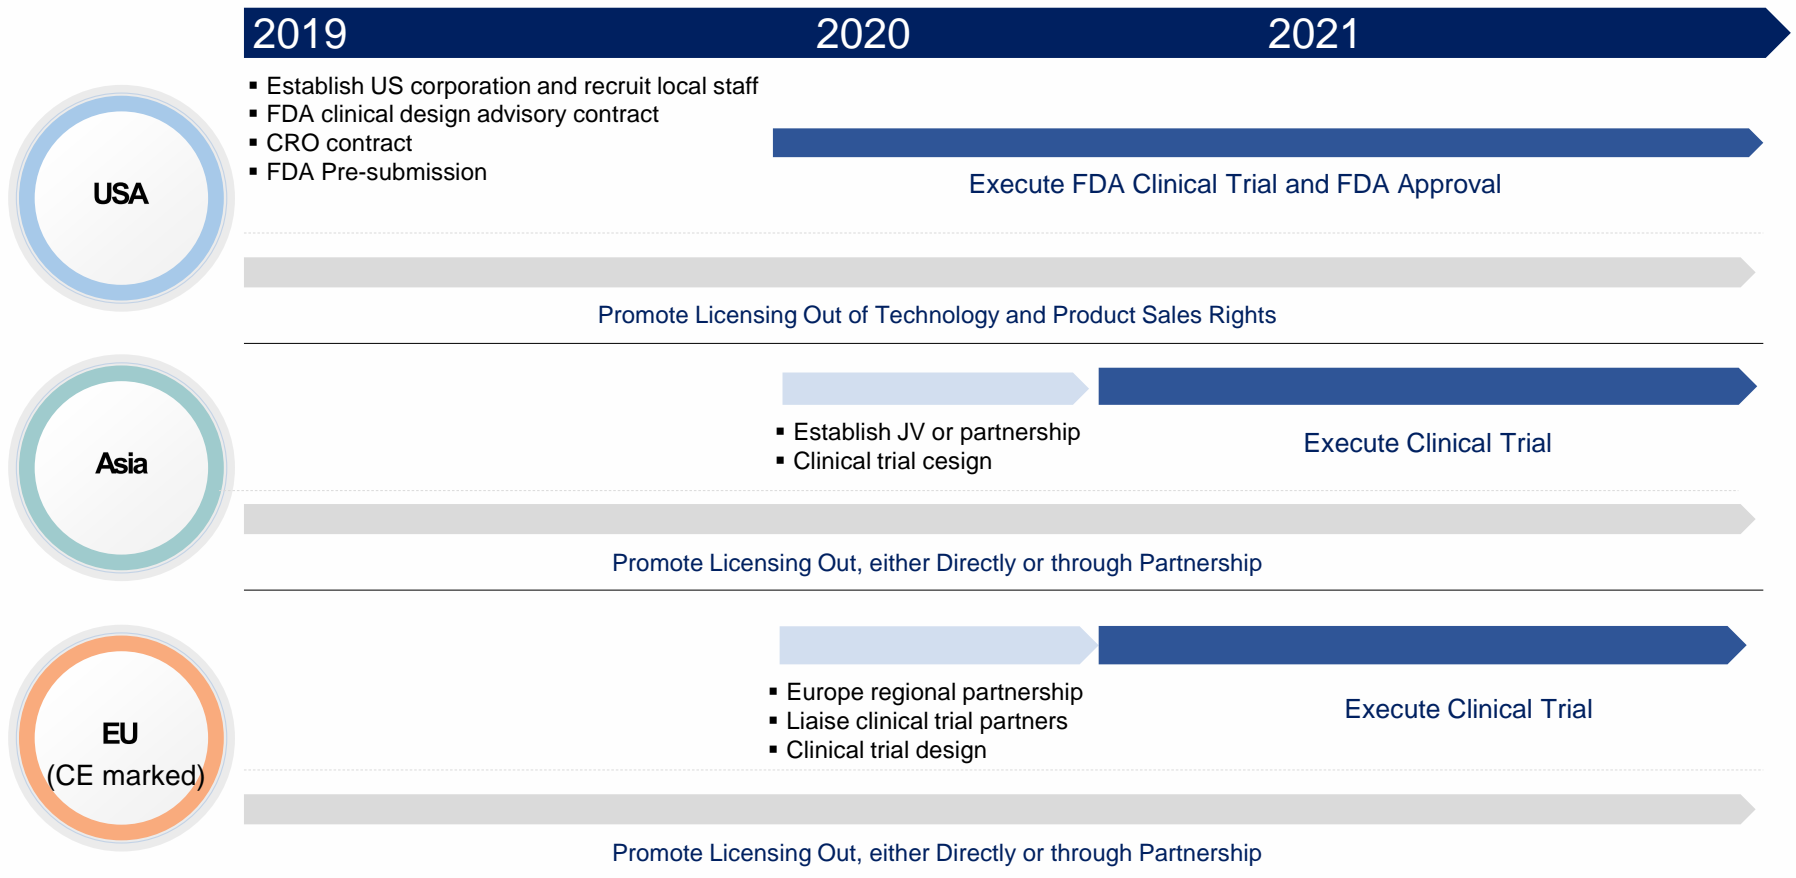 2019 2020 2021
▪ Establish US corporation and recruit local staff
▪ FDA clinical design advisory contract
▪ CRO contract
▪ FDA Pre-submission
USA
Execute FDA Clinical Trial and FDA Approval
Promote Licensing Out of Technology and Product Sales Rights
Asia
▪ Establish JV or partnership
▪ Clinical trial cesign
Execute Clinical Trial
Promote Licensing Out, either Directly or through Partnership
EU
(CE marked)
▪ Europe regional partnership
▪ Liaise clinical trial partners
▪ Clinical trial design
Execute Clinical Trial
Promote Licensing Out, either Directly or through Partnership